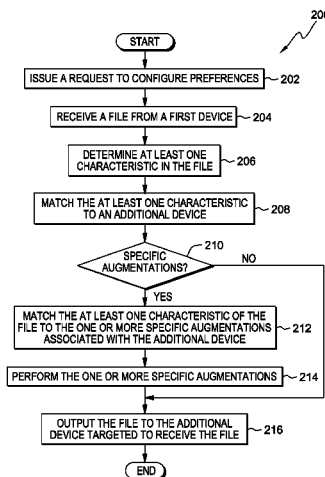 200
START
ISSUE A REQUEST TO CONFIGURE PREFERENCES
202
RECEIVE A FILE FROM A FIRST DEVICE
204
DETERMINE AT LEAST ONE
CHARACTERISTIC IN THE FILE
206
MATCH THE AT LEAST ONE CHARACTERISTIC
TO AN ADDITIONAL DEVICE
208
SPECIFIC
AUGMENTATIONS?
210
NO
YES
MATCH THE AT LEAST ONE CHARACTERISTIC OF THE
FILE TO THE ONE OR MORE SPECIFIC AUGMENTATIONS
ASSOCIATED WITH THE ADDITIONAL DEVICE
212
PERFORM THE ONE OR MORE SPECIFIC AUGMENTATIONS
214
OUTPUT THE FILE TO THE ADDITIONAL
DEVICE TARGETED TO RECEIVE THE FILE
216
END